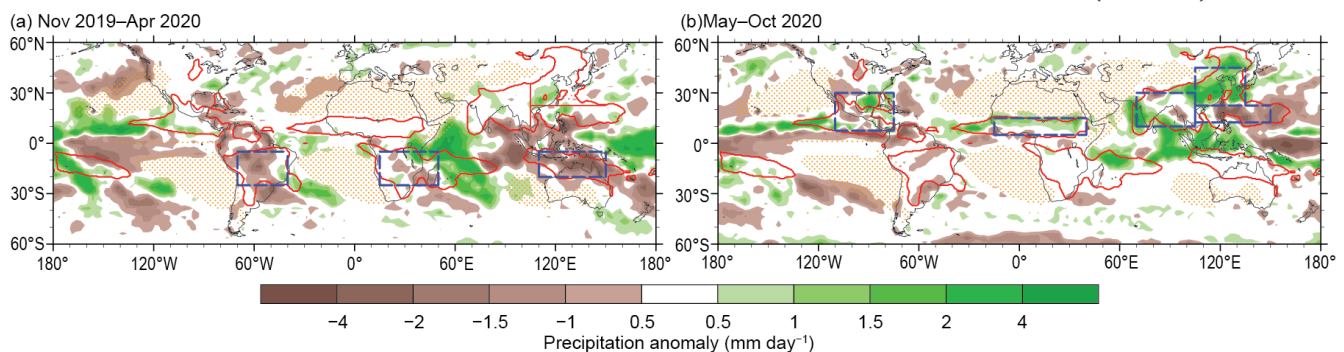 (a) Nov 2019–Apr 2020
(b)May–Oct 2020
60°N
30°N
0°
30°S
60°S
180° 120°W 60°W 0° 60°E 120°E 180°
60°N
30°N
0°
30°S
60°S
180° 120°W 60°W 0° 60°E 120°E 180°
−4 −2 −1.5 −1 0.5 0.5 1 1.5 2 4
Precipitation anomaly (mm day⁻¹)